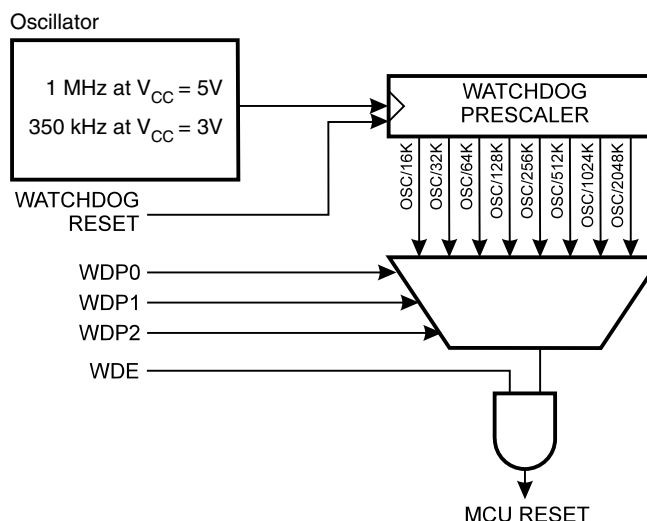 Oscillator
1 MHz at VCC = 5V
350 kHz at VCC = 3V
WATCHDOG
PRESCALER
OSC/16K
OSC/32K
OSC/64K
OSC/128K
OSC/256K
OSC/512K
OSC/1024K
OSC/2048K
WATCHDOG
RESET
WDP0
WDP1
WDP2
WDE
MCU RESET